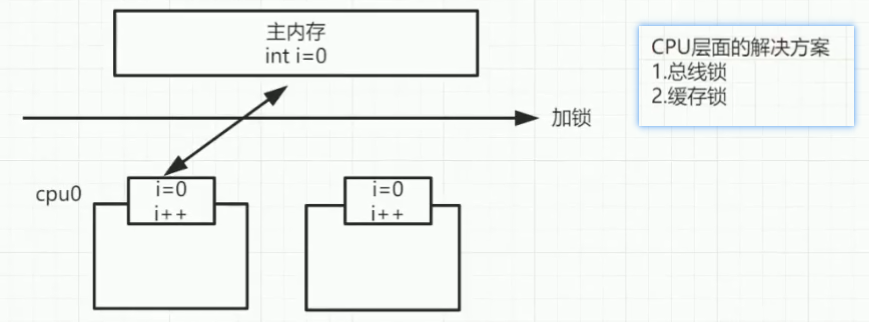 主内存
int i=0
CPU层面的解决方案
1.总线锁
2.缓存锁
加锁
cpu0
i=0
i++
i=0
i++